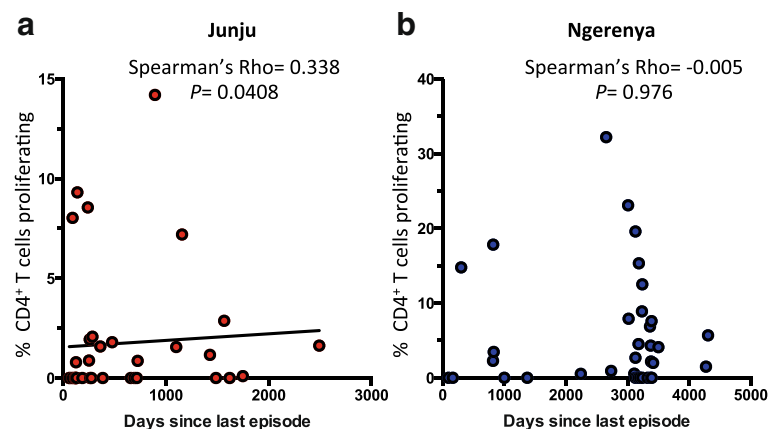 a
Junju
Spearman's Rho= 0.338
P= 0.0408
% CD4+ T cells proliferating
15
10
5
0
0 1000 2000 3000
Days since last episode
b
Ngerenya
Spearman's Rho= -0.005
P= 0.976
% CD4+ T cells proliferating
40
30
20
10
0
0 1000 2000 3000 4000 5000
Days since last episode